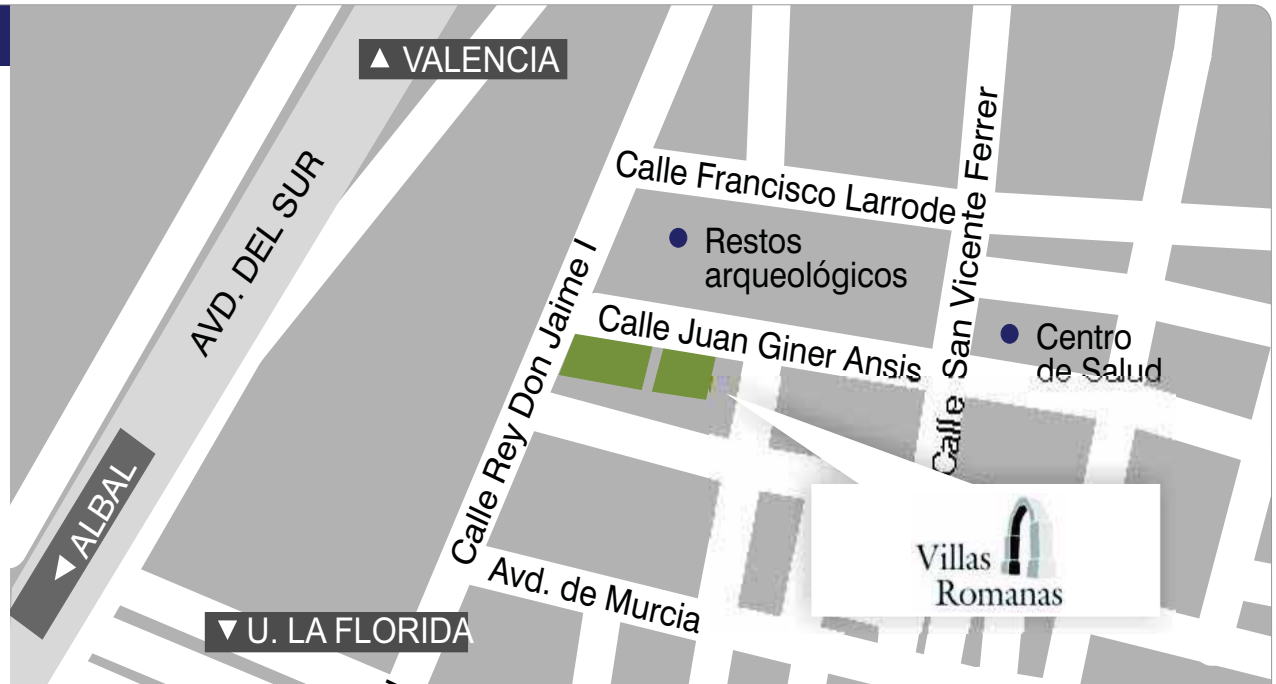 ▲ VALENCIA
AVD. DEL SUR
Calle Francisco Larrode
Calle San Vicente Ferrer
Restos
arqueológicos
Calle Rey Don Jaime I
Calle Juan Giner Ansis
Centro
de Salud
◄ ALBAL
Villas
Romanas
Avd. de Murcia
▼ U. LA FLORIDA